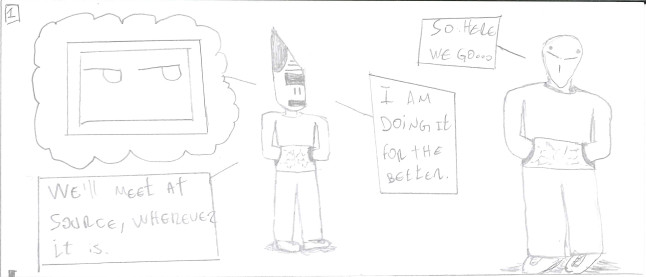 1
SO HERE
WE GO...
I AM
DOING It
FOR tHE
BEttER.
WE'll MEEt At
SOURCE, WHEREVER
it is.